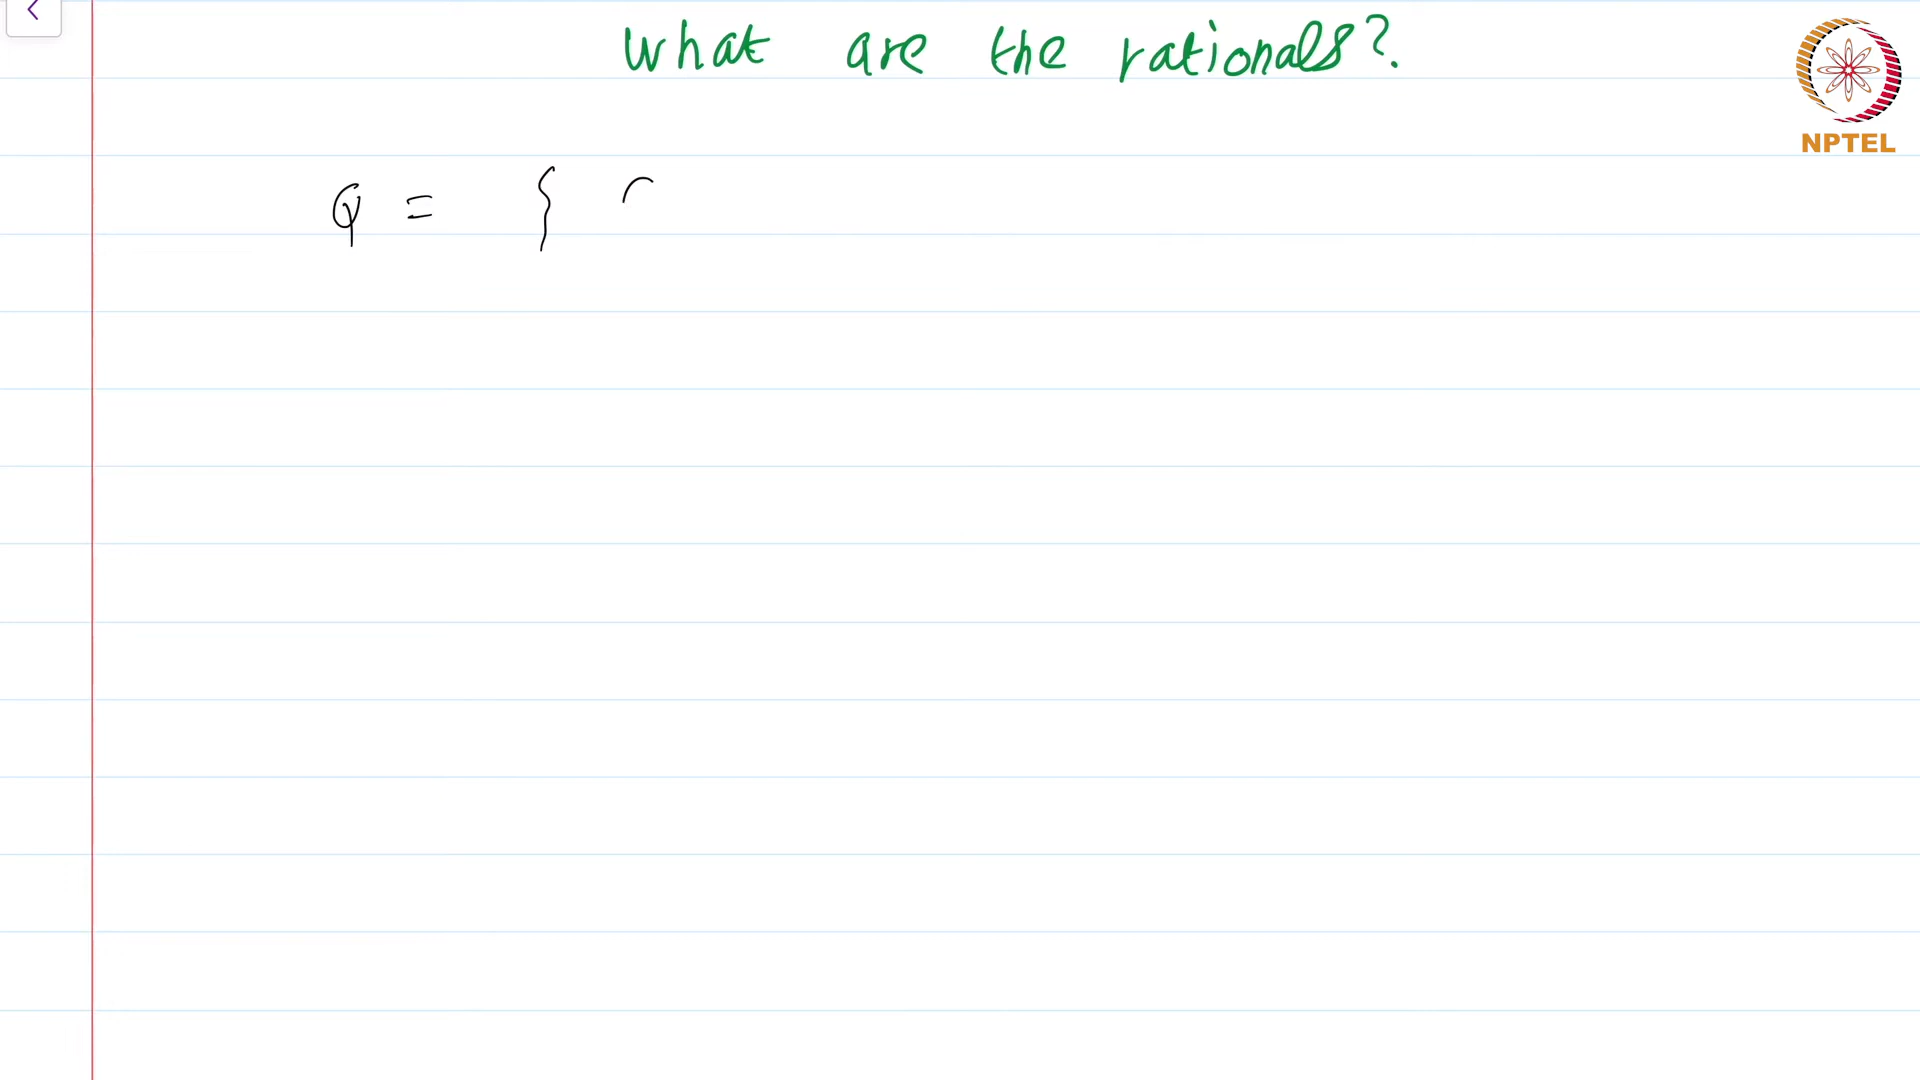 What are the rationals?
NPTEL
Q = {